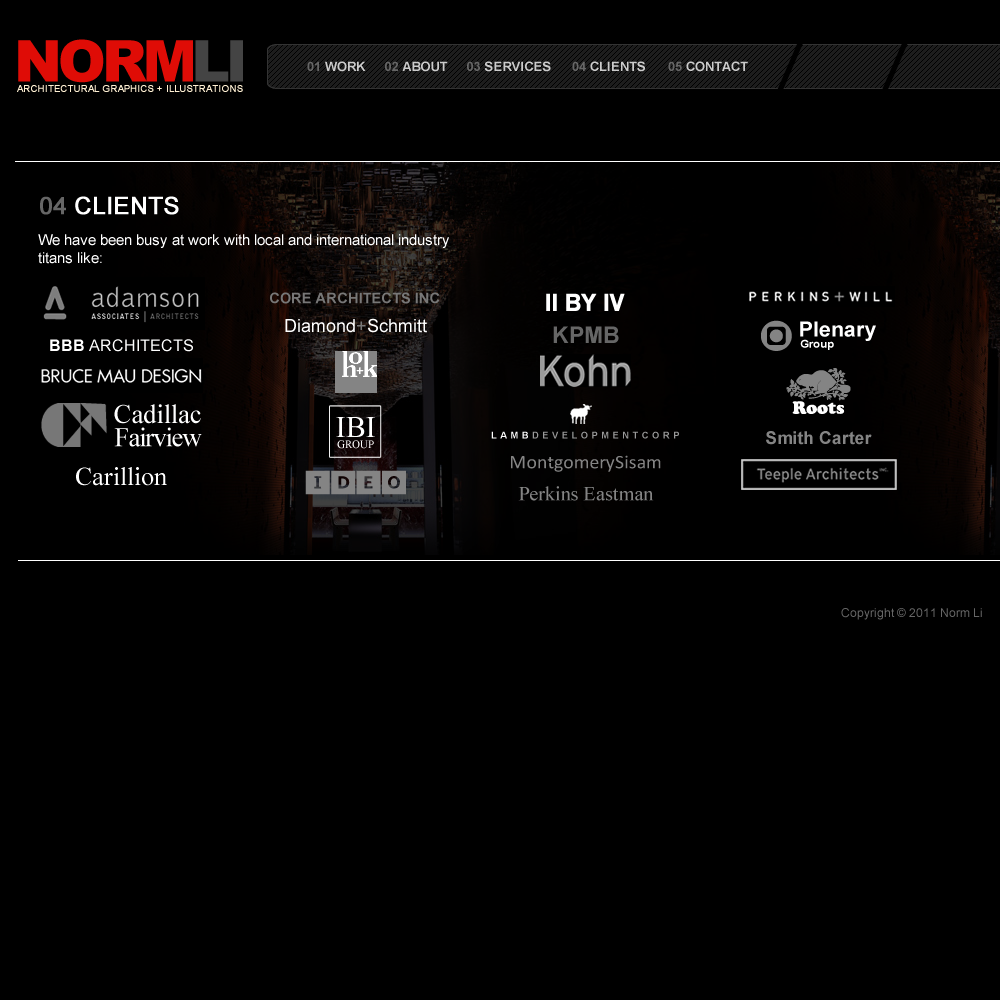 NORMLI
ARCHITECTURAL GRAPHICS + ILLUSTRATIONS
01 WORK 02 ABOUT 03 SERVICES 04 CLIENTS 05 CONTACT
04 CLIENTS
We have been busy at work with local and international industry
titans like:
adamson
ASSOCIATES | ARCHITECTS
BBB ARCHITECTS
BRUCE MAU DESIGN
Cadillac
Fairview
Carillion
CORE ARCHITECTS INC
Diamond+Schmitt
ho
h+k
IBI
GROUP
IDEO
II BY IV
KPMB
Kohn
LAMBDEVELOPMENTCORP
MontgomerySisam
Perkins Eastman
PERKINS+WILL
Plenary
Group
Roots
Smith Carter
Teeple Architects INC.
Copyright © 2011 Norm Li